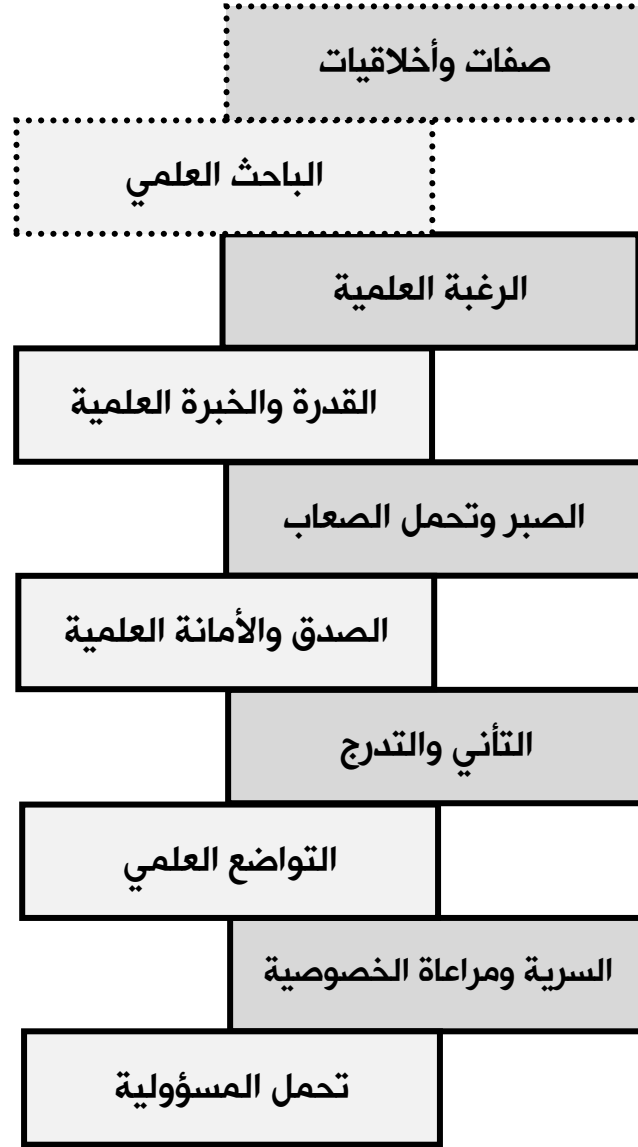 صفات وأخلاقيات
الباحث العلمي
الرغبة العلمية
القدرة والخبرة العلمية
الصبر وتحمل الصعاب
الصدق والأمانة العلمية
التأني والتدرج
التواضع العلمي
السرية ومراعاة الخصوصية
تحمل المسؤولية